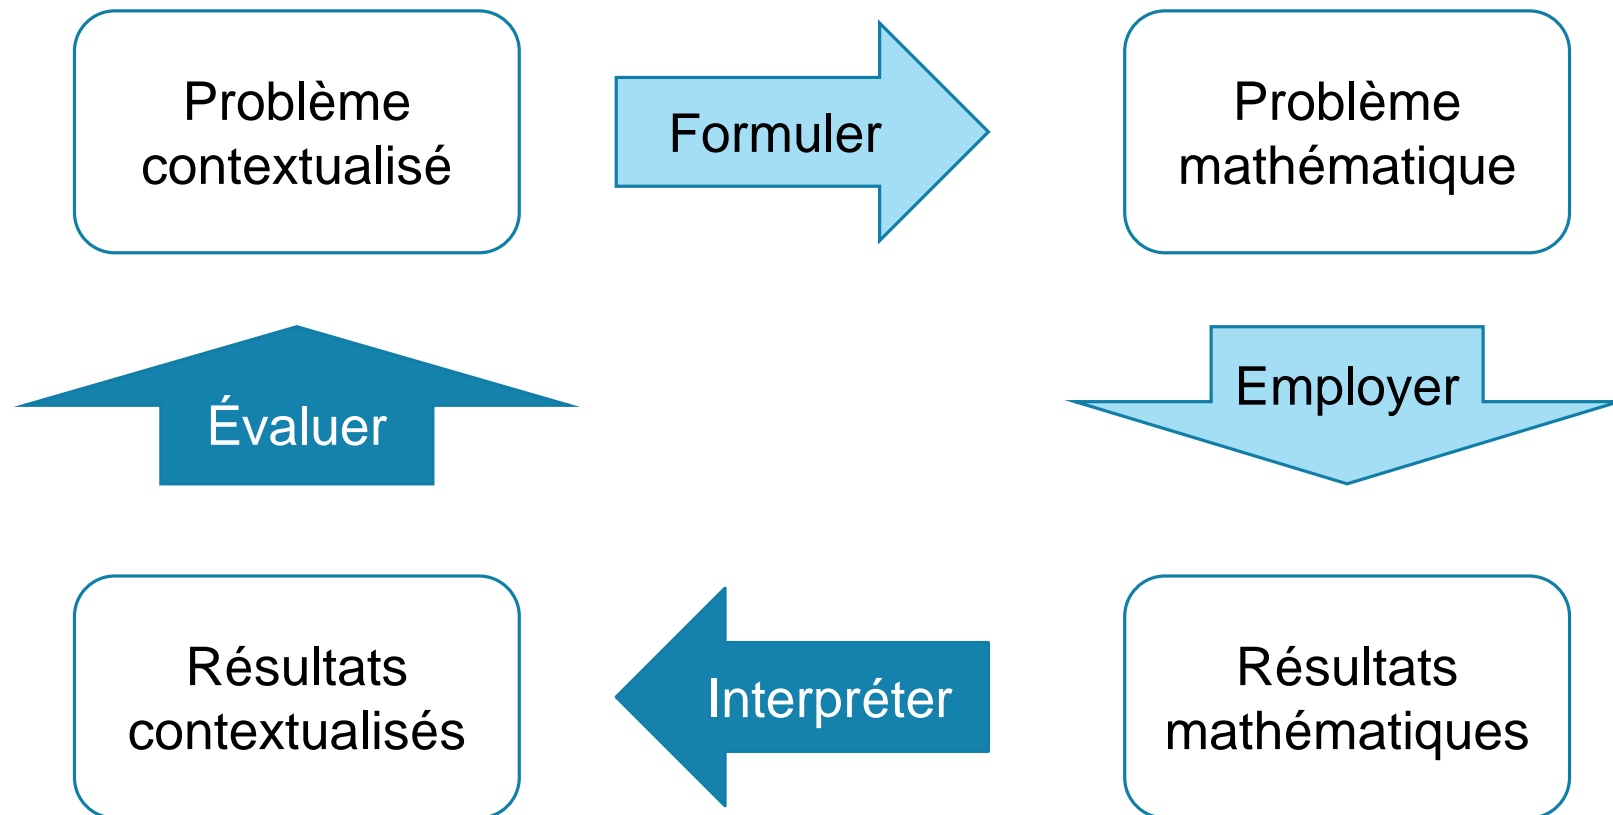 Problème
contextualisé
Formuler
Problème
mathématique
Évaluer
Employer
Résultats
contextualisés
Interpréter
Résultats
mathématiques